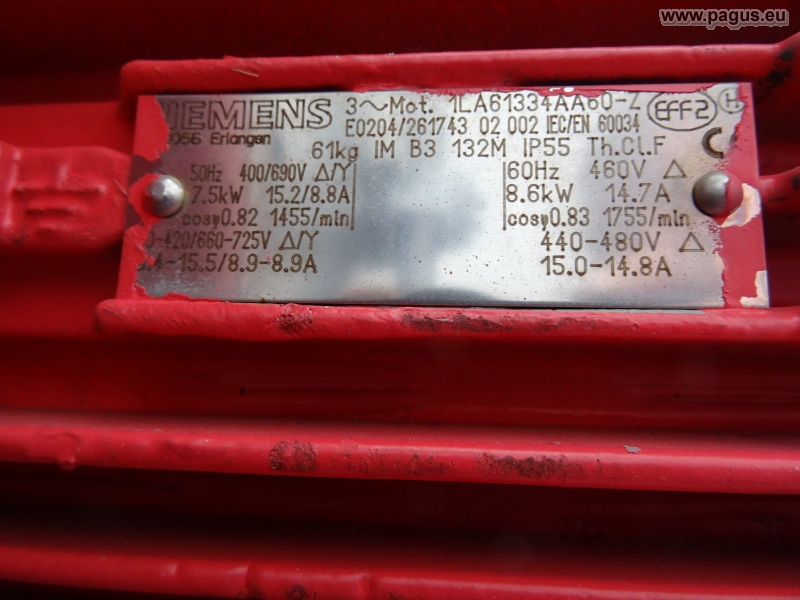 www.pagus.eu
SIEMENS 3~Mot. 1LA61334AA60-Z EFF2 H
E0204/261743 02 002 IEC/EN 60034
Erlangen
61kg IM B3 132M IP55 Th.Cl.F
50Hz 400/690V Δ/Y
7.5kW 15.2/8.8A
cosφ0.82 1455/min
-420/660-725V Δ/Y
-15.5/8.9-8.9A
60Hz 460V Δ
8.6kW 14.7A
cosφ0.83 1755/min
440-480V Δ
15.0-14.8A